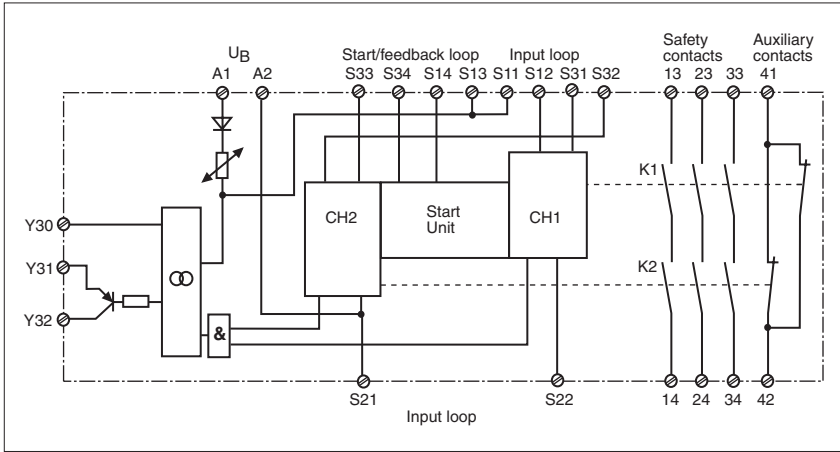 UB Start/feedback loop Input loop Safety contacts Auxiliary contacts
A1 A2 S33 S34 S14 S13 S11 S12 S31 S32 13 23 33 41
K1
CH2 Start Unit CH1
Y30
Y31
K2
Y32
&
S21 S22 14 24 34 42
Input loop